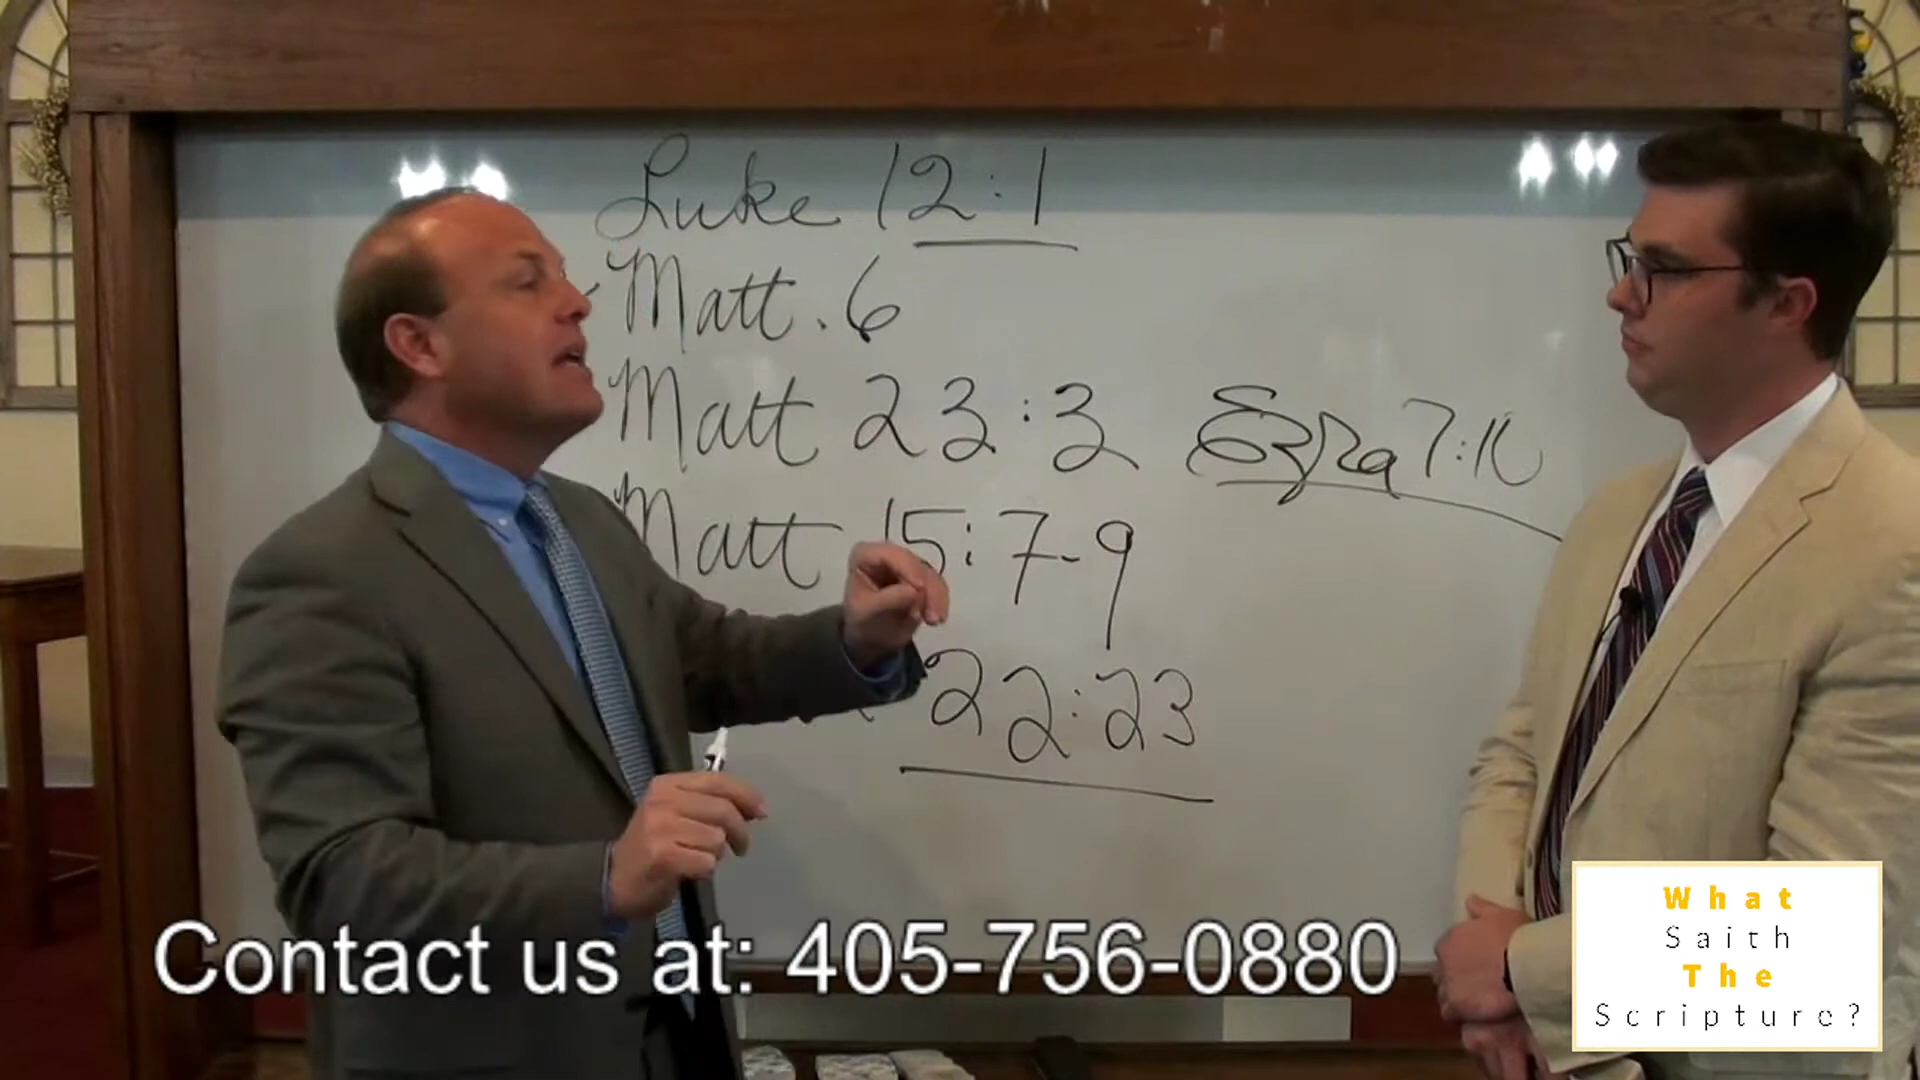 Luke 12:1
Matt. 6
Matt 23:3 Ezra 7:10
Matt 15:7-9
22:23
Contact us at: 405-756-0880
What
Saith
The
Scripture?